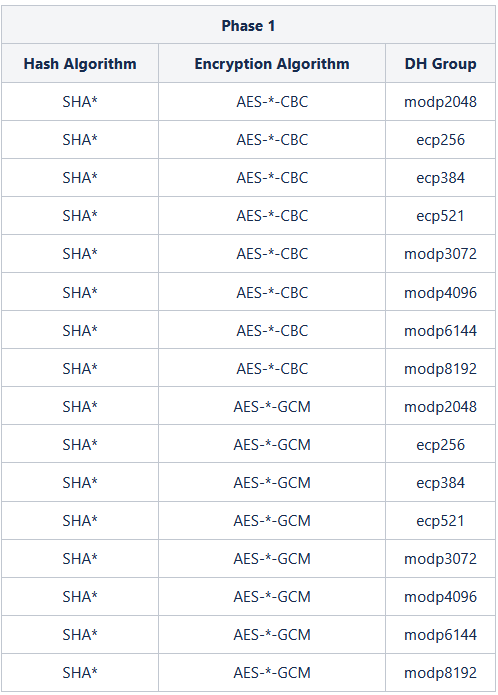 Phase 1
Hash Algorithm Encryption Algorithm DH Group
SHA* AES-*-CBC modp2048
SHA* AES-*-CBC ecp256
SHA* AES-*-CBC ecp384
SHA* AES-*-CBC ecp521
SHA* AES-*-CBC modp3072
SHA* AES-*-CBC modp4096
SHA* AES-*-CBC modp6144
SHA* AES-*-CBC modp8192
SHA* AES-*-GCM modp2048
SHA* AES-*-GCM ecp256
SHA* AES-*-GCM ecp384
SHA* AES-*-GCM ecp521
SHA* AES-*-GCM modp3072
SHA* AES-*-GCM modp4096
SHA* AES-*-GCM modp6144
SHA* AES-*-GCM modp8192